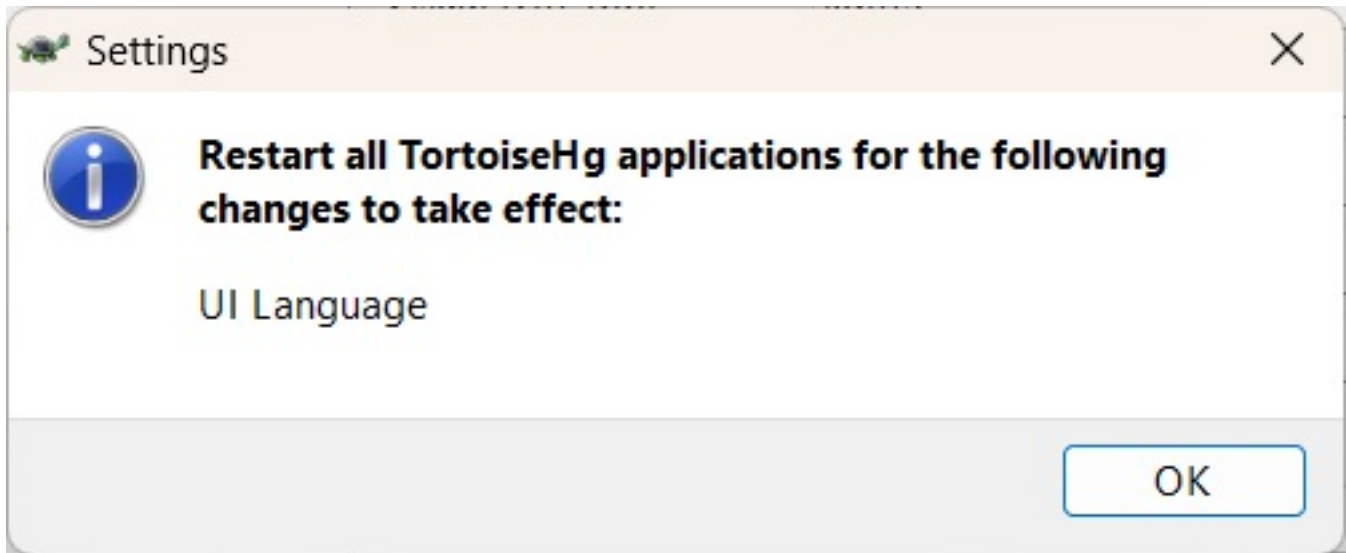 Settings
Restart all TortoiseHg applications for the following
changes to take effect:
UI Language
OK